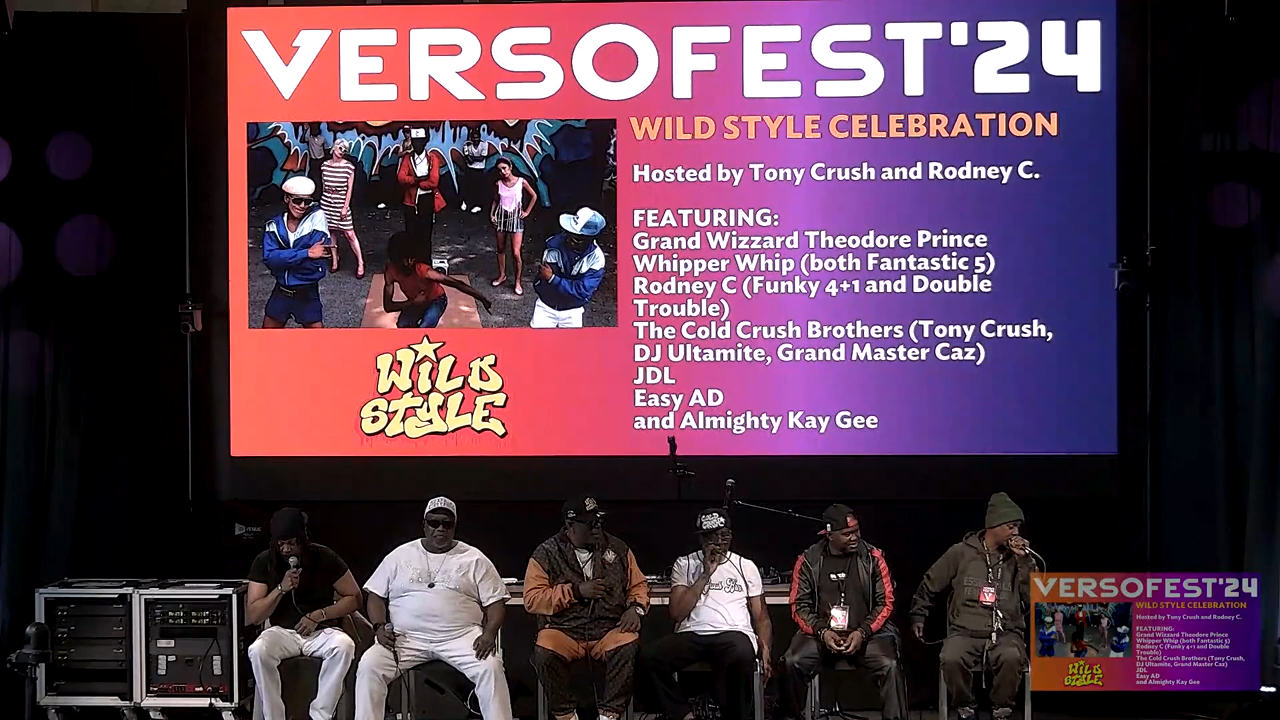 VERSOFEST'24
WILD STYLE CELEBRATION
Hosted by Tony Crush and Rodney C.
FEATURING:
Grand Wizzard Theodore Prince
Whipper Whip (both Fantastic 5)
Rodney C (Funky 4+1 and Double
Trouble)
The Cold Crush Brothers (Tony Crush,
DJ Ultamite, Grand Master Caz)
JDL
Easy AD
and Almighty Kay Gee
WILD
STYLE
VERSOFEST'24
WILD STYLE CELEBRATION
Hosted by Tony Crush and Rodney C.
FEATURING:
Grand Wizzard Theodore Prince
Whipper Whip (both Fantastic 5)
Rodney C (Funky 4+1 and Double
Trouble)
The Cold Crush Brothers (Tony Crush,
DJ Ultamite, Grand Master Caz)
JDL
Easy AD
and Almighty Kay Gee
WILD
STYLE